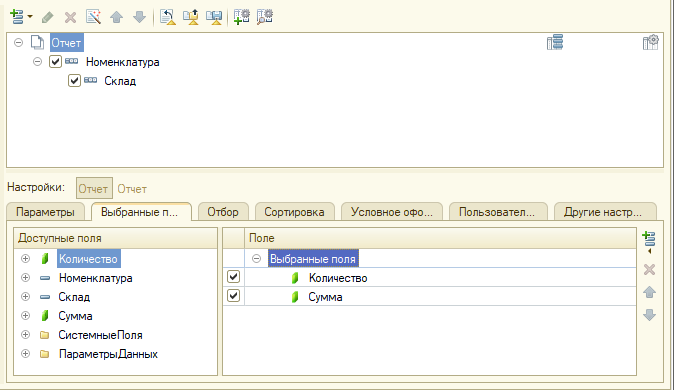 Отчет
Номенклатура
Склад
Настройки: Отчет Отчет
Параметры Выбранные п... Отбор Сортировка Условное офо... Пользовател... Другие настр...
Доступные поля Поле
Количество Выбранные поля
Номенклатура Количество
Склад Сумма
Сумма
СистемныеПоля
ПараметрыДанных